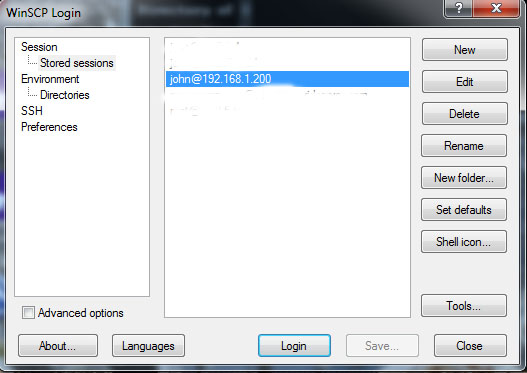 WinSCP Login
Session
Stored sessions
Environment
Directories
SSH
Preferences
john@192.168.1.200
New
Edit
Delete
Rename
New folder...
Set defaults
Shell icon...
Tools...
Advanced options
About...
Languages
Login
Save...
Close